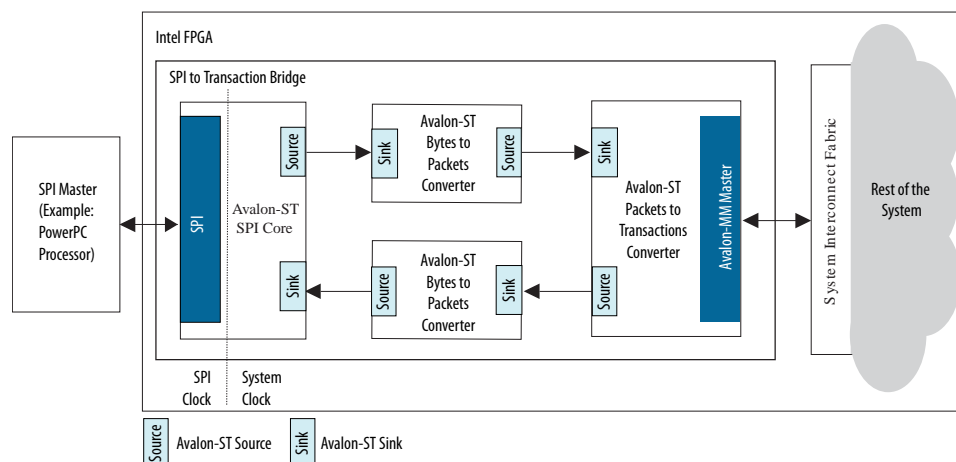 Intel FPGA
SPI to Transaction Bridge
SPI Master
(Example:
PowerPC
Processor)
SPI
Avalon-ST
SPI Core
Source
Sink
Sink
Avalon-ST
Bytes to
Packets
Converter
Source
Source
Avalon-ST
Bytes to
Packets
Converter
Sink
Sink
Avalon-ST
Packets to
Transactions
Converter
Source
Avalon-MM Master
System Interconnect Fabric
Rest of the
System
SPI
Clock
System
Clock
Source
Avalon-ST Source
Sink
Avalon-ST Sink